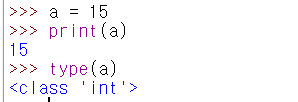 >>> a = 15
>>> print(a)
15
>>> type(a)
<class 'int'>